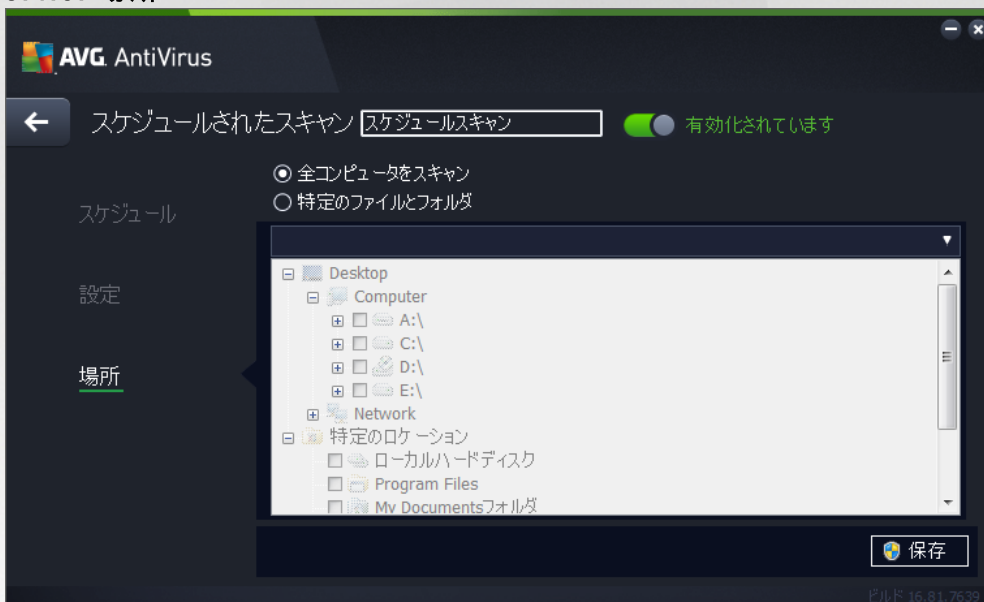 AVG. AntiVirus
スケジュールされたスキャン スケジュールスキャン 有効化されています
全コンピュータをスキャン
特定のファイルとフォルダ
スケジュール
設定
場所
Desktop
Computer
A:\
C:\
D:\
E:\
Network
特定のロケーション
ローカルハードディスク
Program Files
My Documentsフォルダ
保存
ビルド 16.81.7639